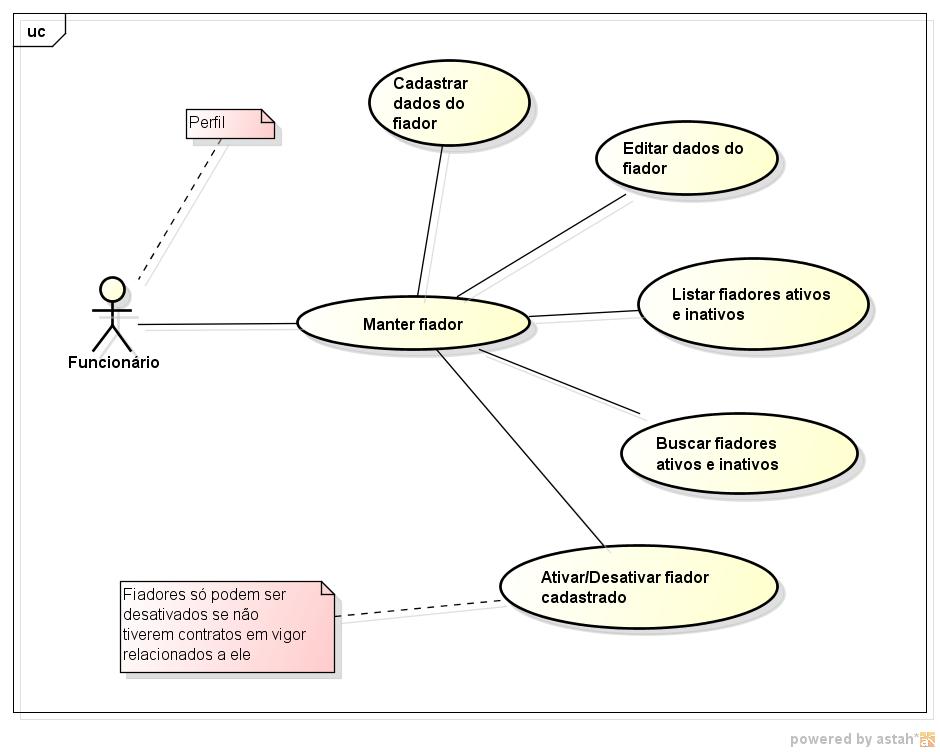 uc
Cadastrar
dados do
fiador
Perfil
Editar dados do
fiador
Listar fiadores ativos
e inativos
Manter fiador
Funcionário
Buscar fiadores
ativos e inativos
Ativar/Desativar fiador
cadastrado
Fiadores só podem ser
desativados se não
tiverem contratos em vigor
relacionados a ele
powered by astah*